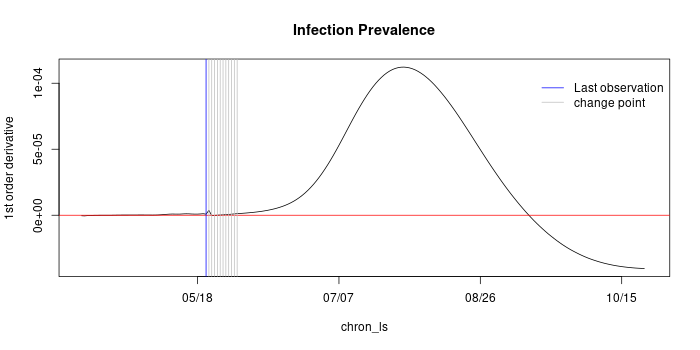 Infection Prevalence
1st order derivative
1e-04
5e-05
0e+00
Last observation
change point
05/18
07/07
08/26
10/15
chron_ls